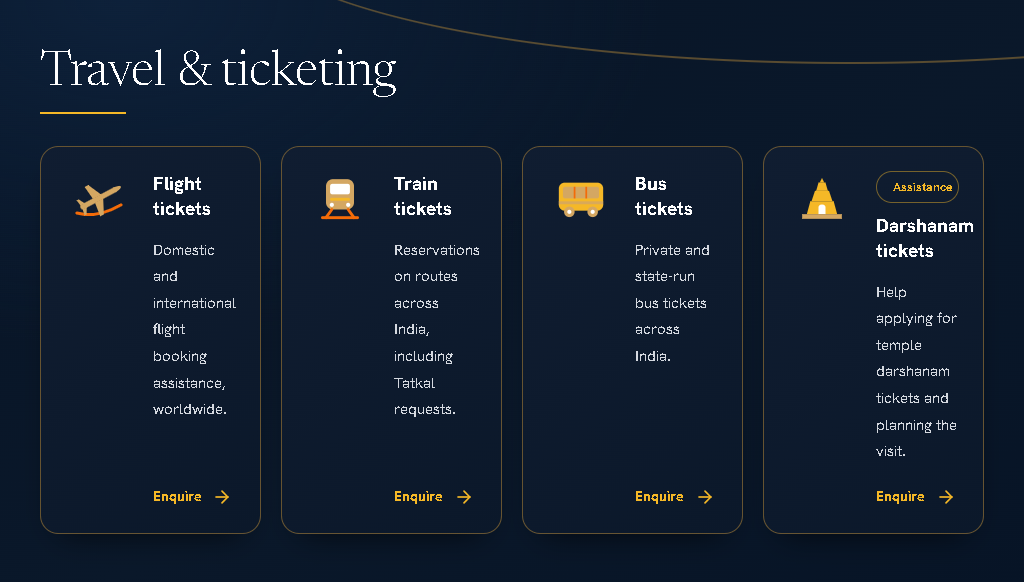 Travel & ticketing
Flight
tickets
Domestic
and
international
flight
booking
assistance,
worldwide.
Enquire
Train
tickets
Reservations
on routes
across
India,
including
Tatkal
requests.
Enquire
Bus
tickets
Private and
state-run
bus tickets
across
India.
Enquire
Assistance
Darshanam
tickets
Help
applying for
temple
darshanam
tickets and
planning the
visit.
Enquire